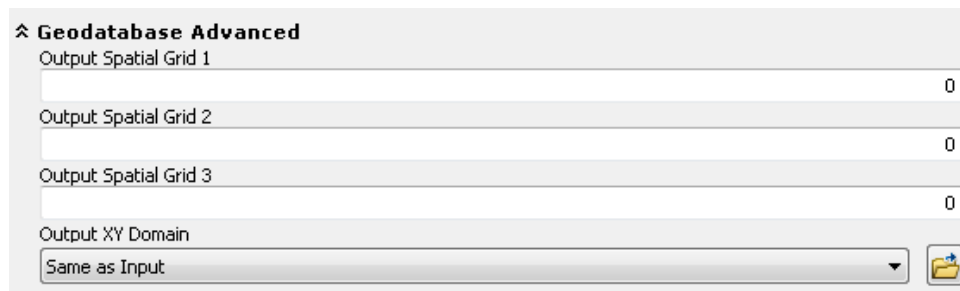 Geodatabase Advanced
Output Spatial Grid 1
0
Output Spatial Grid 2
0
Output Spatial Grid 3
0
Output XY Domain
Same as Input